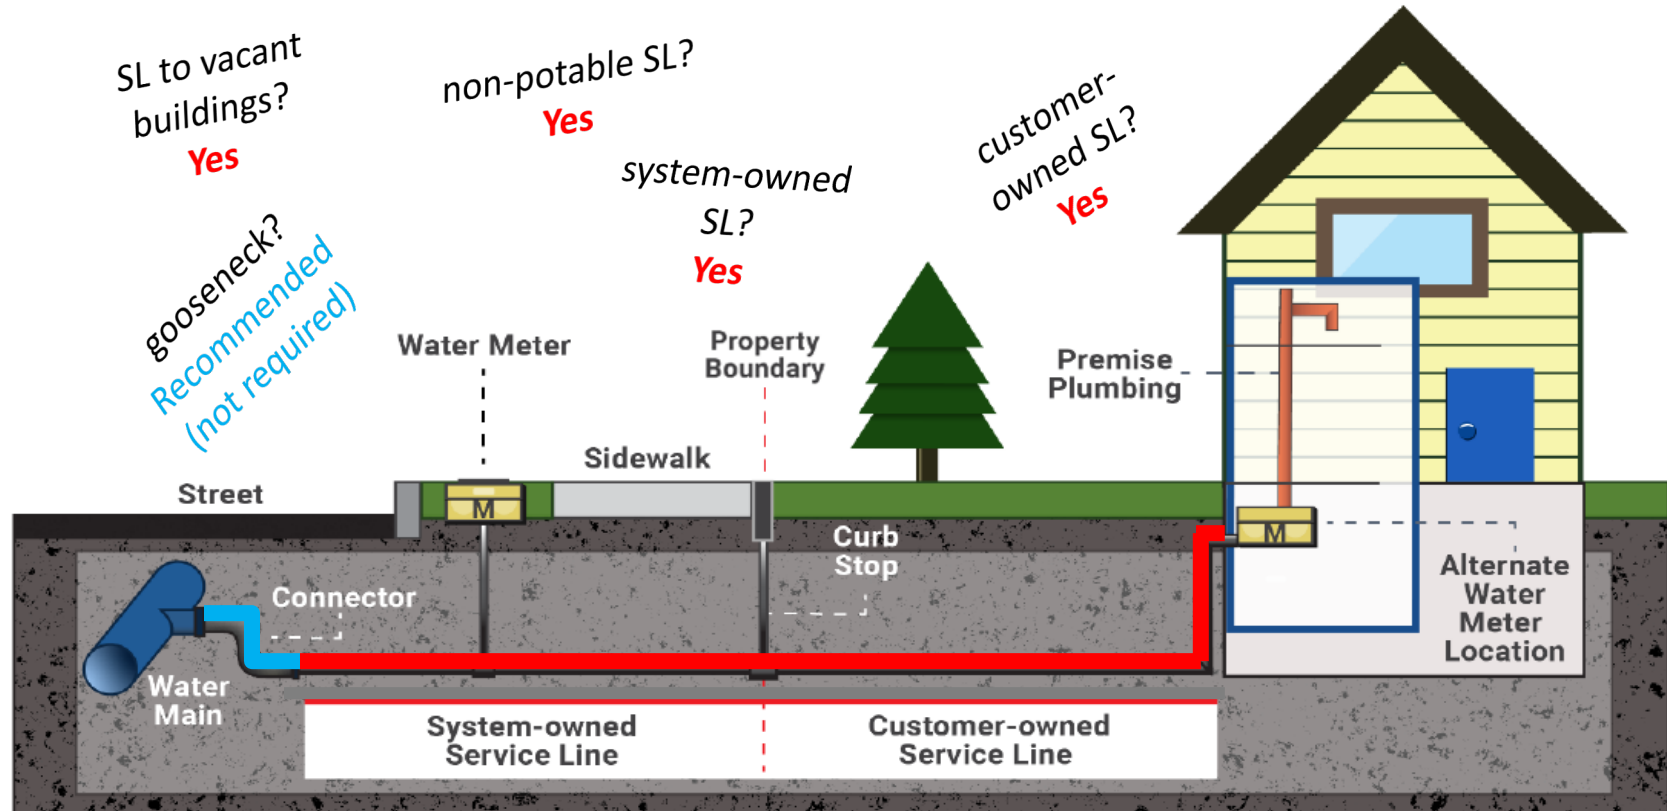 SL to vacant
buildings?
Yes
non-potable SL?
Yes
system-owned
SL?
Yes
customer-
owned SL?
Yes
gooseneck?
Recommended
(not required)
Water Meter
Property
Boundary
Premise
Plumbing
Sidewalk
Street
M
Curb
Stop
M
Connector
Alternate
Water
Meter
Location
Water
Main
System-owned
Service Line
Customer-owned
Service Line